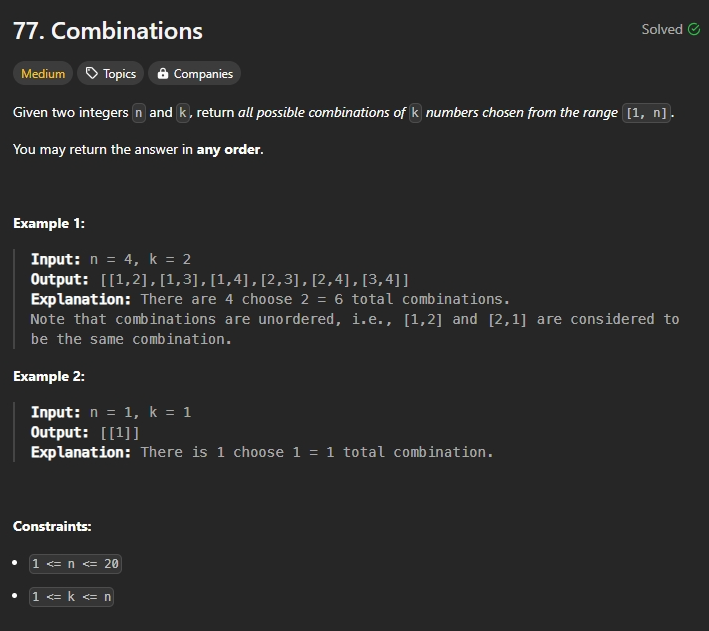 77. Combinations
Solved
Medium
Topics
Companies
Given two integers n and k, return all possible combinations of k numbers chosen from the range [1, n].
You may return the answer in any order.
Example 1:
Input: n = 4, k = 2
Output: [[1,2],[1,3],[1,4],[2,3],[2,4],[3,4]]
Explanation: There are 4 choose 2 = 6 total combinations.
Note that combinations are unordered, i.e., [1,2] and [2,1] are considered to
be the same combination.
Example 2:
Input: n = 1, k = 1
Output: [[1]]
Explanation: There is 1 choose 1 = 1 total combination.
Constraints:
1 <= n <= 20
1 <= k <= n